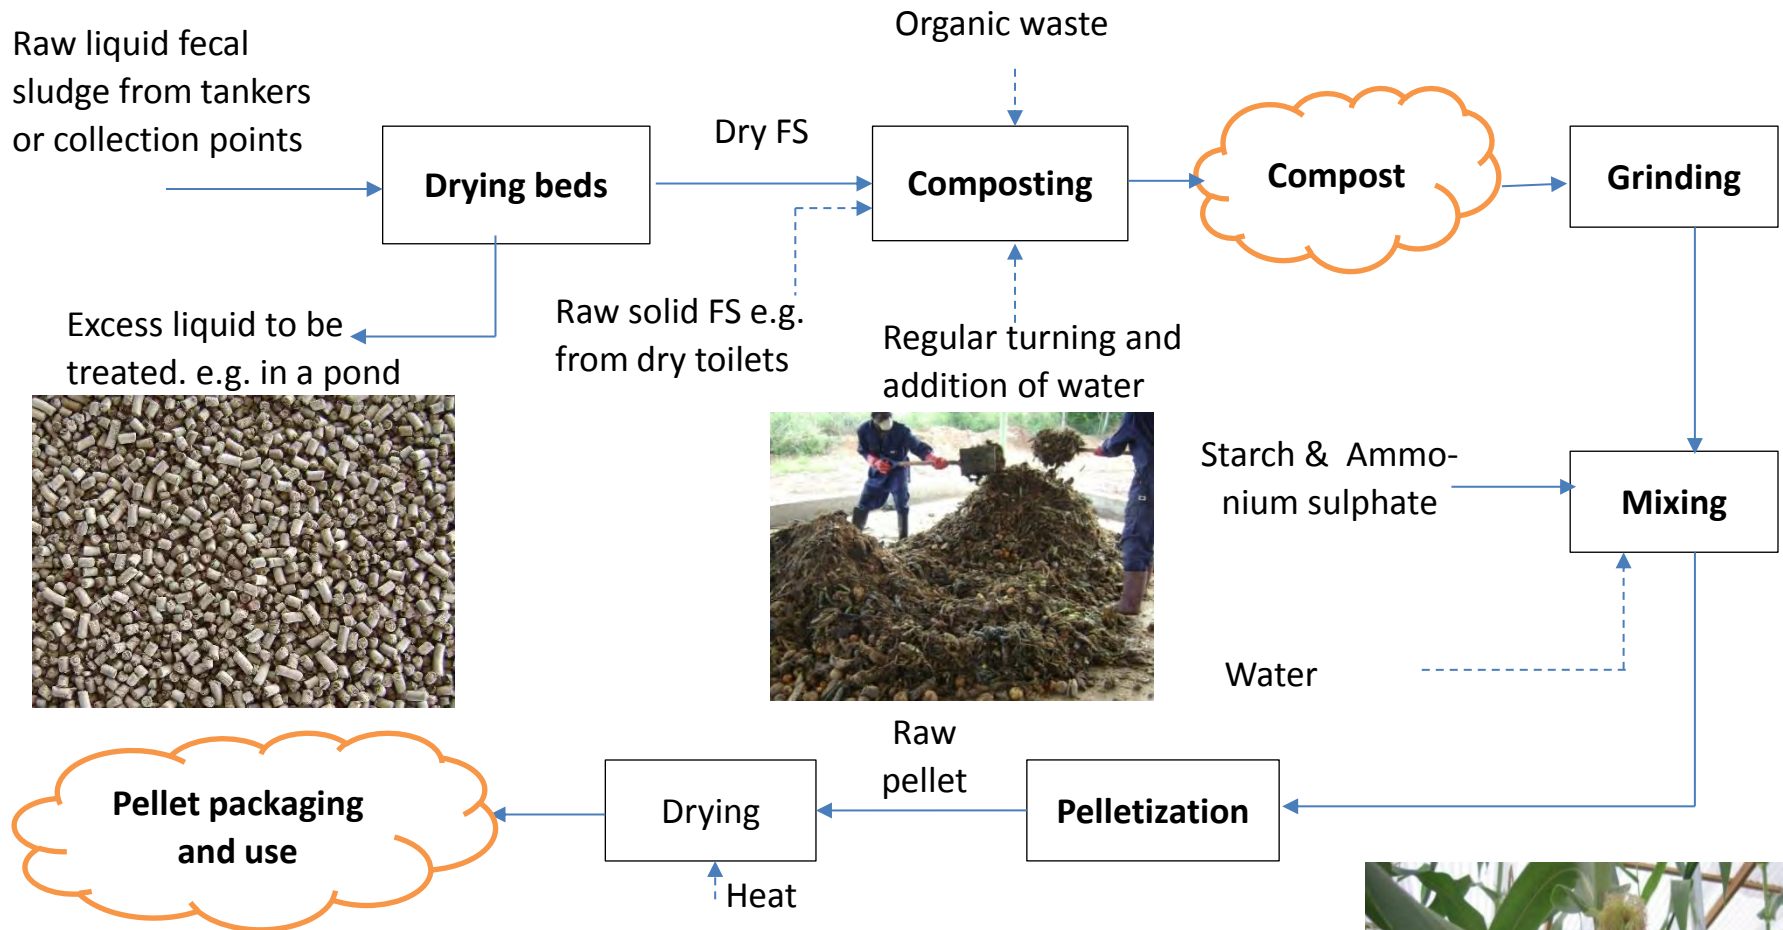 Raw liquid fecal
sludge from tankers
or collection points
Organic waste
Drying beds
Dry FS
Composting
Compost
Grinding
Excess liquid to be
treated. e.g. in a pond
Raw solid FS e.g.
from dry toilets
Regular turning and
addition of water
Starch &  Ammo-
nium sulphate
Mixing
Water
Pelletization
Raw
pellet
Drying
Heat
Pellet packaging
and use